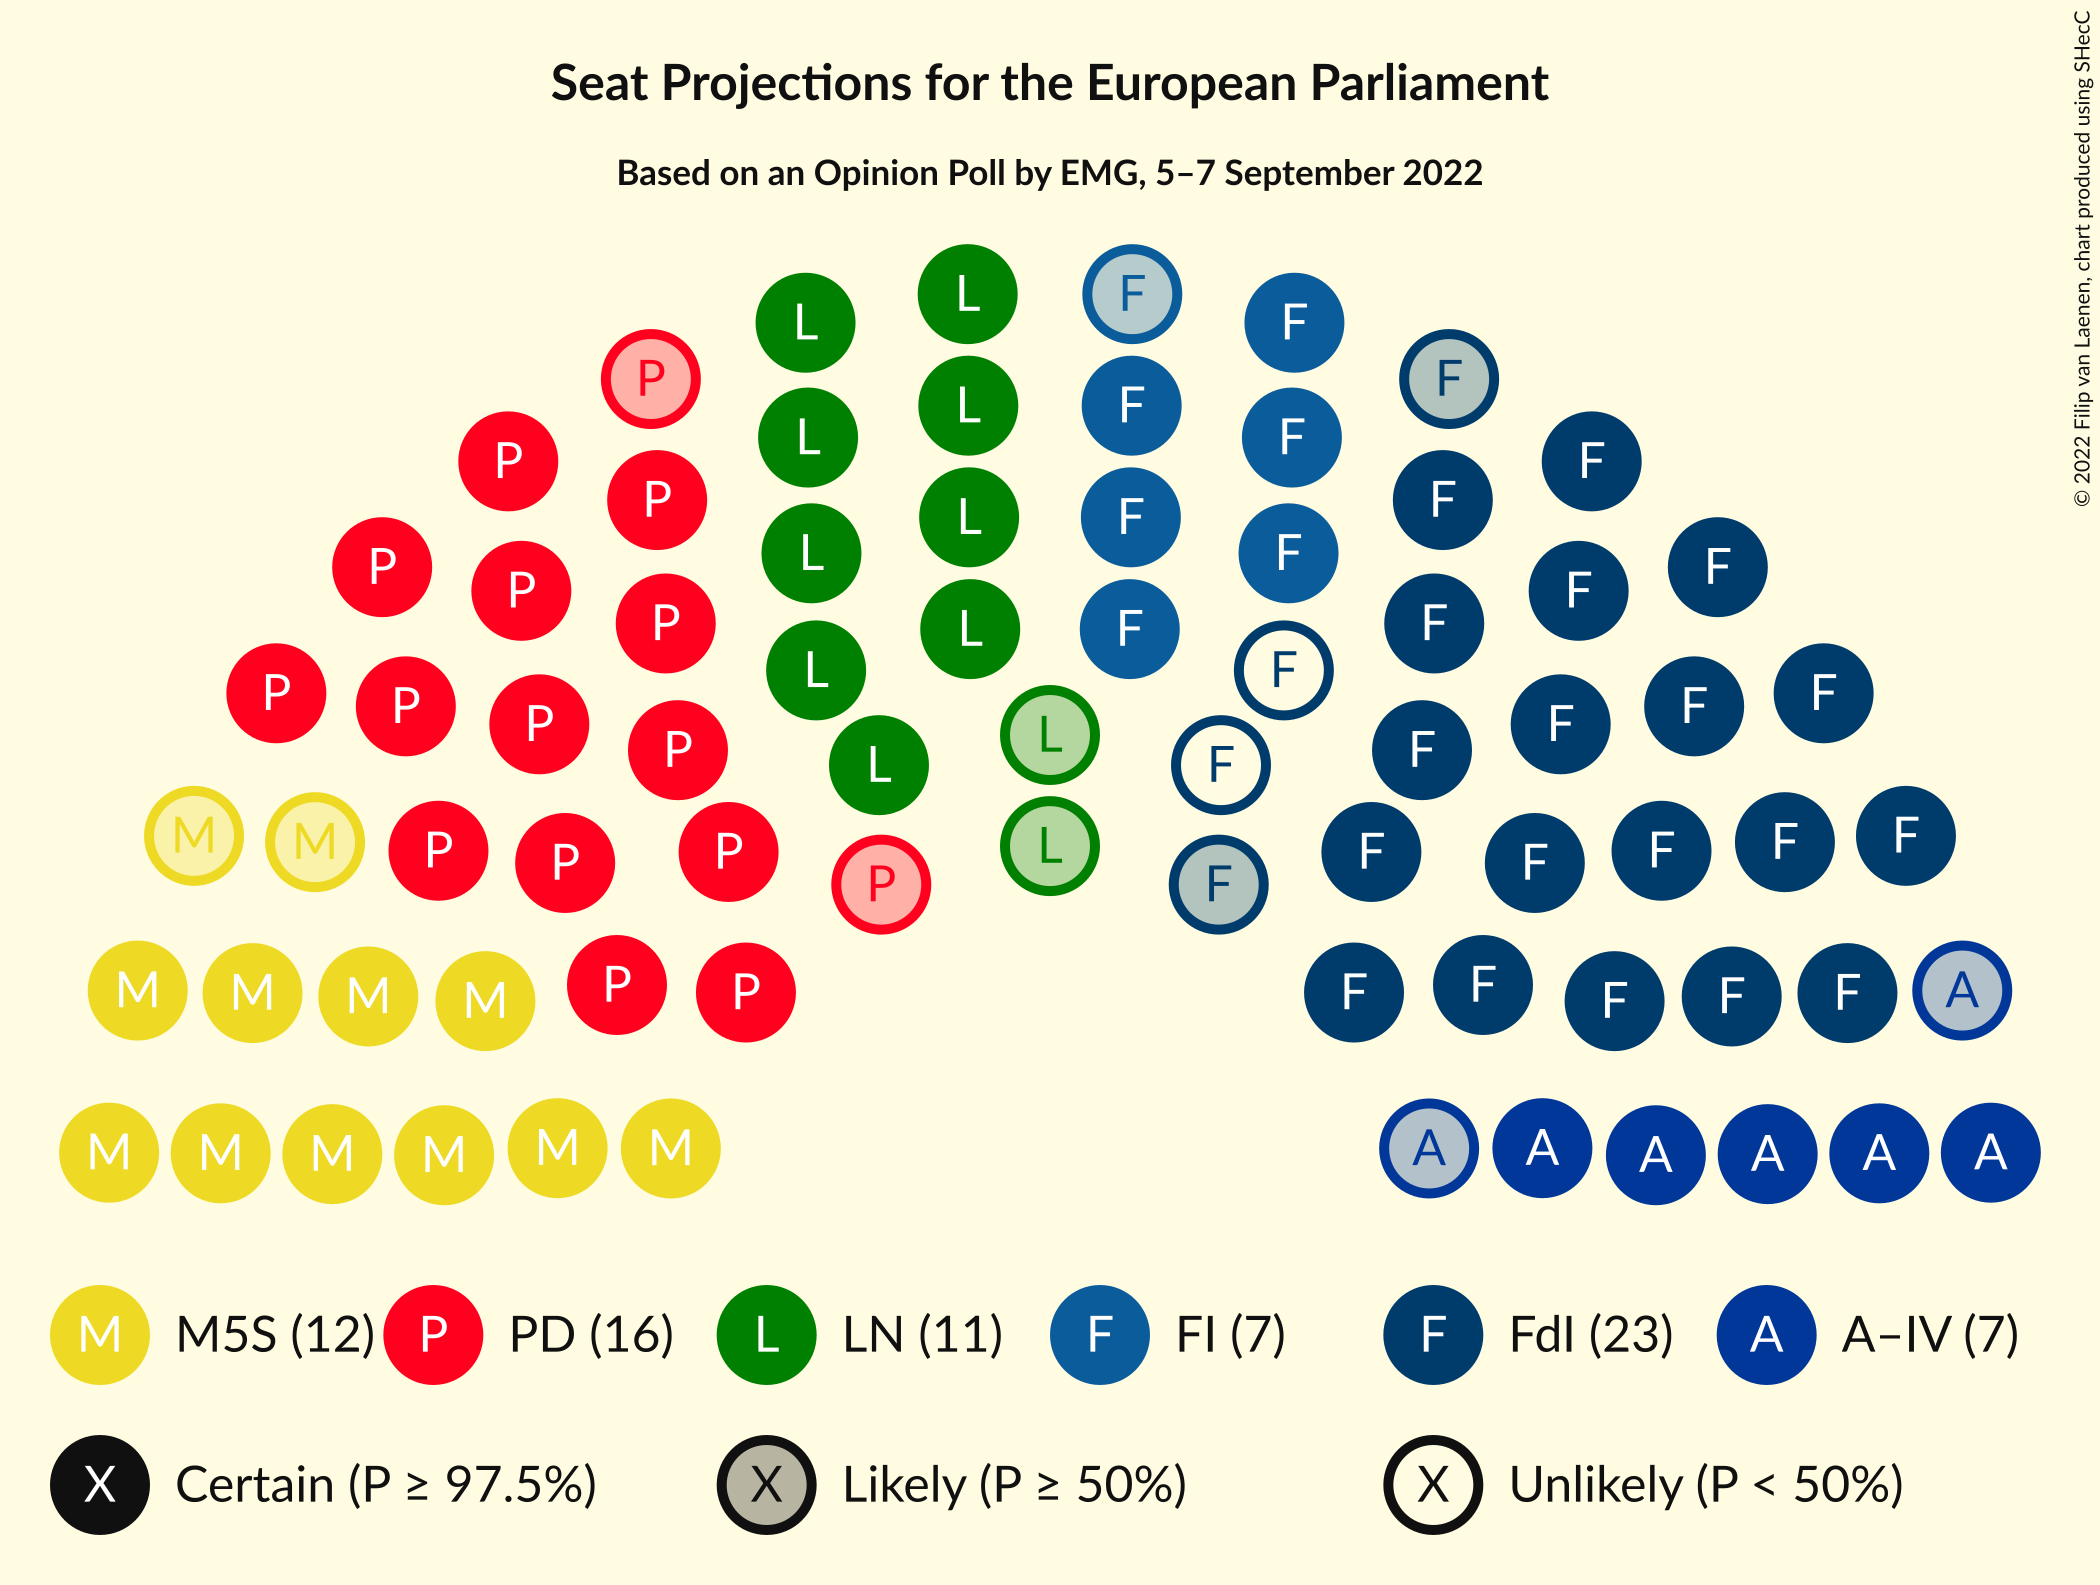 Seat Projections for the European Parliament
Based on an Opinion Poll by EMG, 5–7 September 2022
© 2022 Filip van Laenen, chart produced using SHecC
L L F F
P L L F F F
P P L L F F F F
P P P L L F F F F F
P P P P L L F F F F F F
M M P P P P L L F F F F F F F F
M M M M P P F F F F F A
M M M M M M A A A A A A
M M5S (12) P PD (16) L LN (11) F FI (7) F FdI (23) A A–IV (7)
X Certain (P ≥ 97.5%) X Likely (P ≥ 50%) X Unlikely (P < 50%)